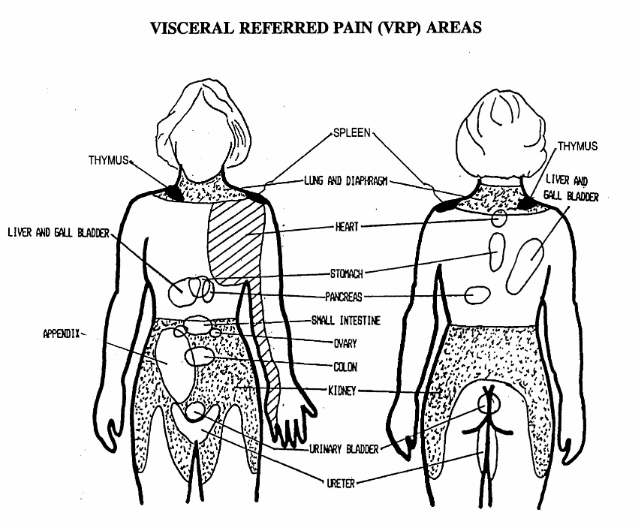 VISCERAL REFERRED PAIN (VRP) AREAS
SPLEEN
THYMUS
THYMUS
LUNG AND DIAPHRAGM
LIVER AND
GALL BLADDER
HEART
LIVER AND GALL BLADDER
STOMACH
PANCREAS
SMALL INTESTINE
APPENDIX
OVARY
COLON
KIDNEY
URINARY BLADDER
URETER